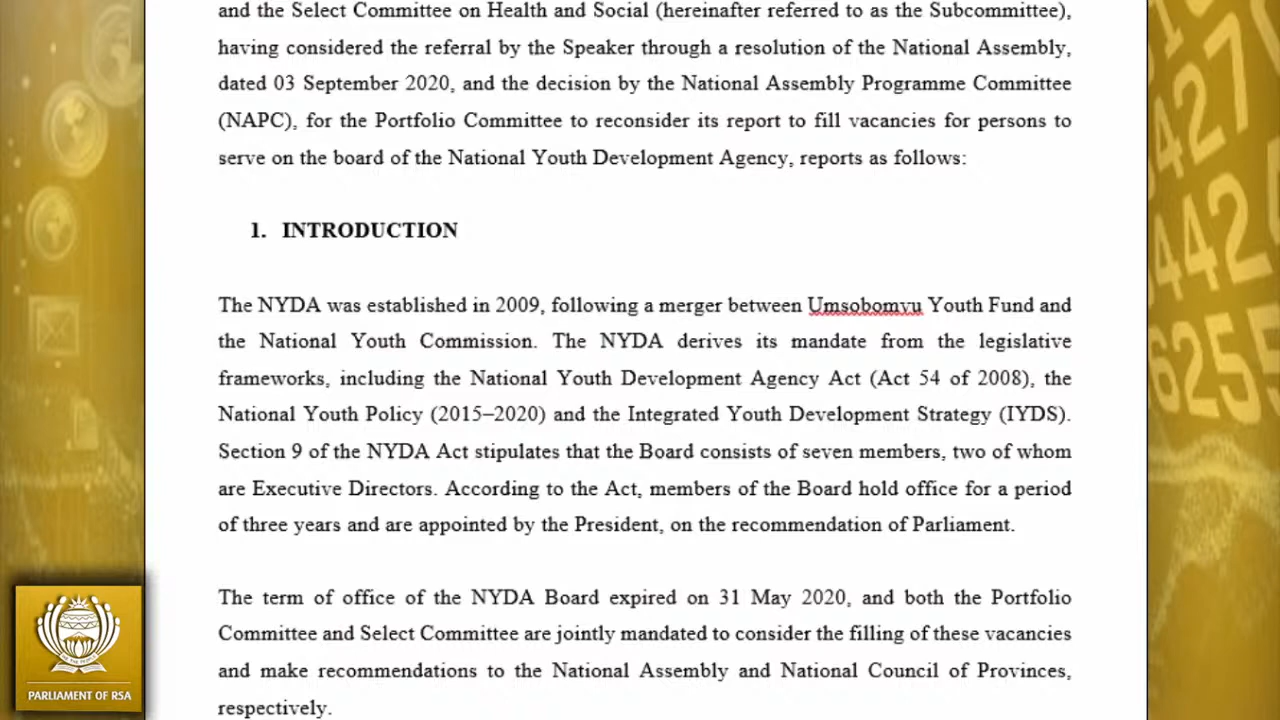 and the Select Committee on Health and Social (hereinafter referred to as the Subcommittee),
having considered the referral by the Speaker through a resolution of the National Assembly,
dated 03 September 2020, and the decision by the National Assembly Programme Committee
(NAPC), for the Portfolio Committee to reconsider its report to fill vacancies for persons to
serve on the board of the National Youth Development Agency, reports as follows:
1. INTRODUCTION
The NYDA was established in 2009, following a merger between Umsobomvu Youth Fund and
the National Youth Commission. The NYDA derives its mandate from the legislative
frameworks, including the National Youth Development Agency Act (Act 54 of 2008), the
National Youth Policy (2015–2020) and the Integrated Youth Development Strategy (IYDS).
Section 9 of the NYDA Act stipulates that the Board consists of seven members, two of whom
are Executive Directors. According to the Act, members of the Board hold office for a period
of three years and are appointed by the President, on the recommendation of Parliament.
The term of office of the NYDA Board expired on 31 May 2020, and both the Portfolio
Committee and Select Committee are jointly mandated to consider the filling of these vacancies
and make recommendations to the National Assembly and National Council of Provinces,
respectively.
PARLIAMENT OF RSA